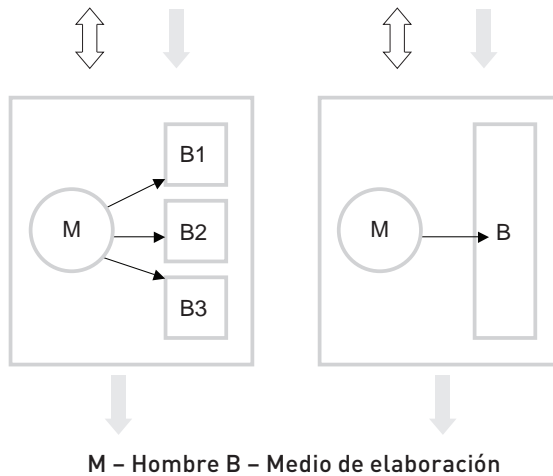 B1
M
B2
B3
M
B
M – Hombre B – Medio de elaboración